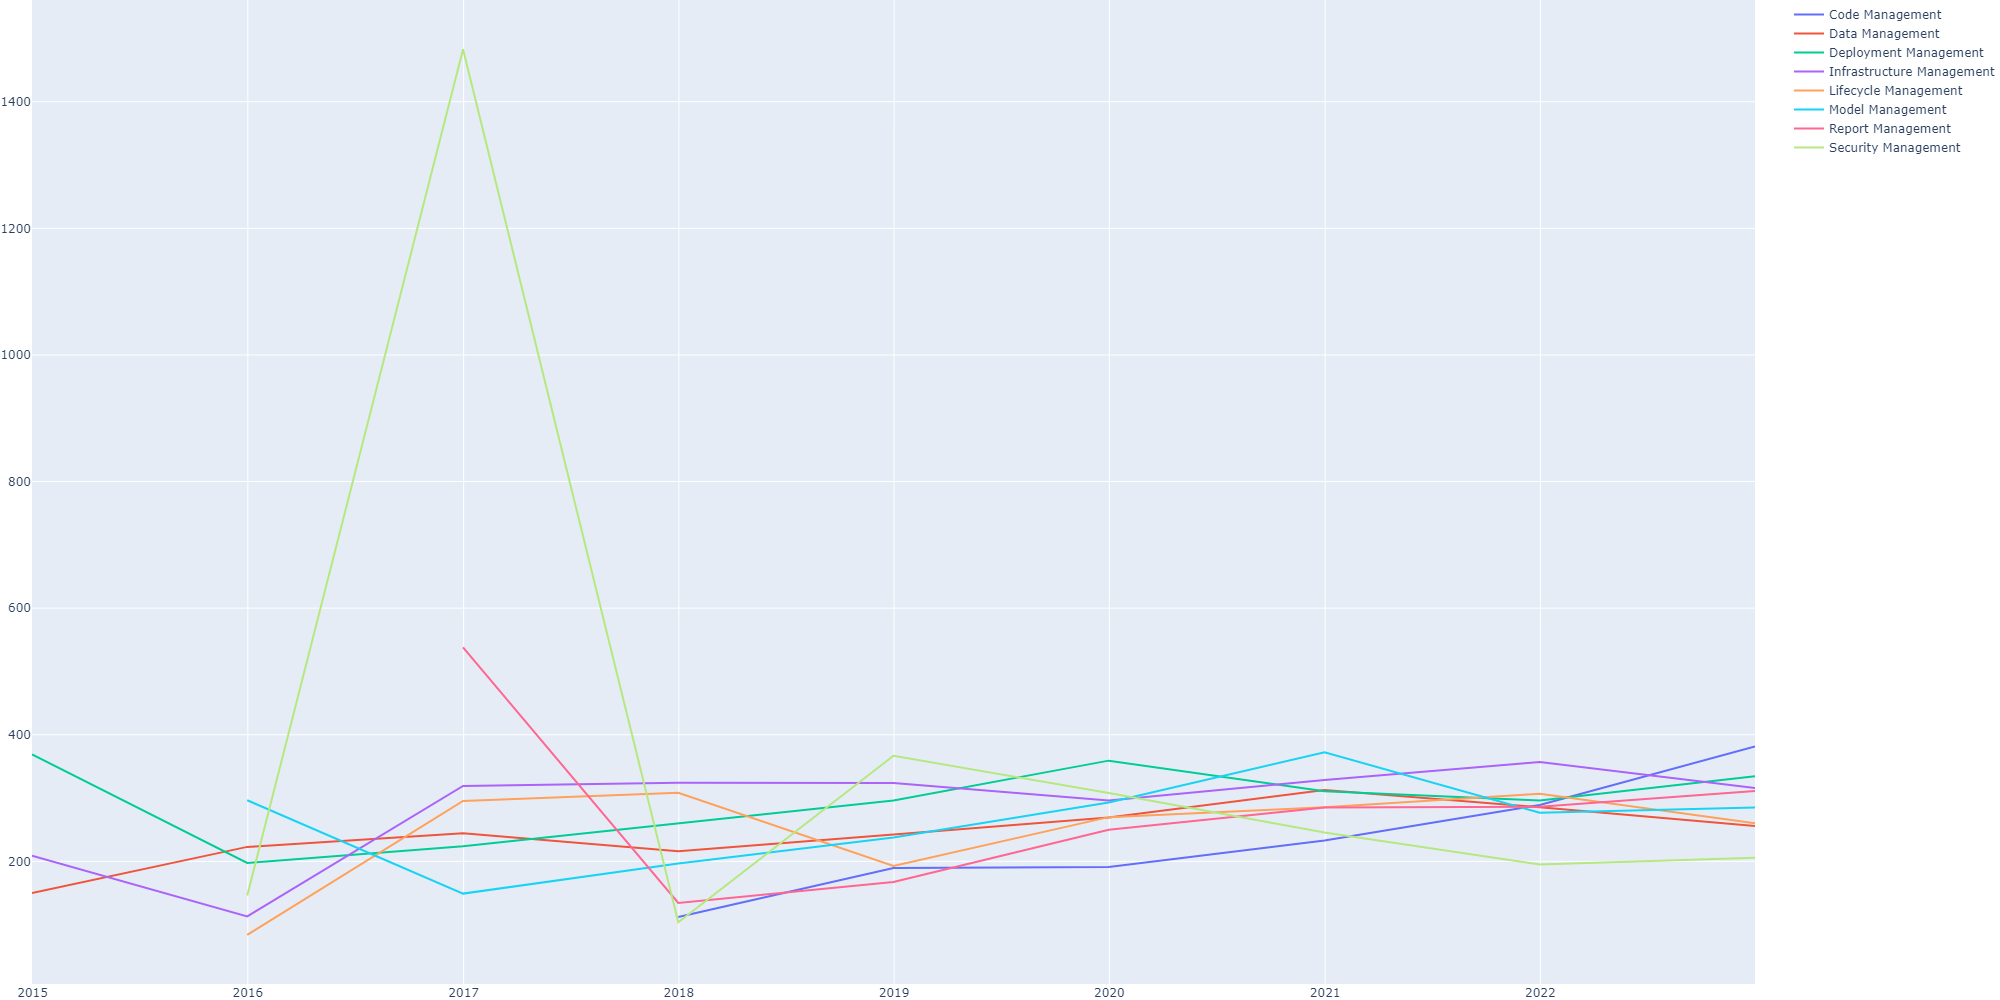 Code Management
Data Management
Deployment Management
Infrastructure Management
Lifecycle Management
Model Management
Report Management
Security Management
1400
1200
1000
800
600
400
200
2015 2016 2017 2018 2019 2020 2021 2022